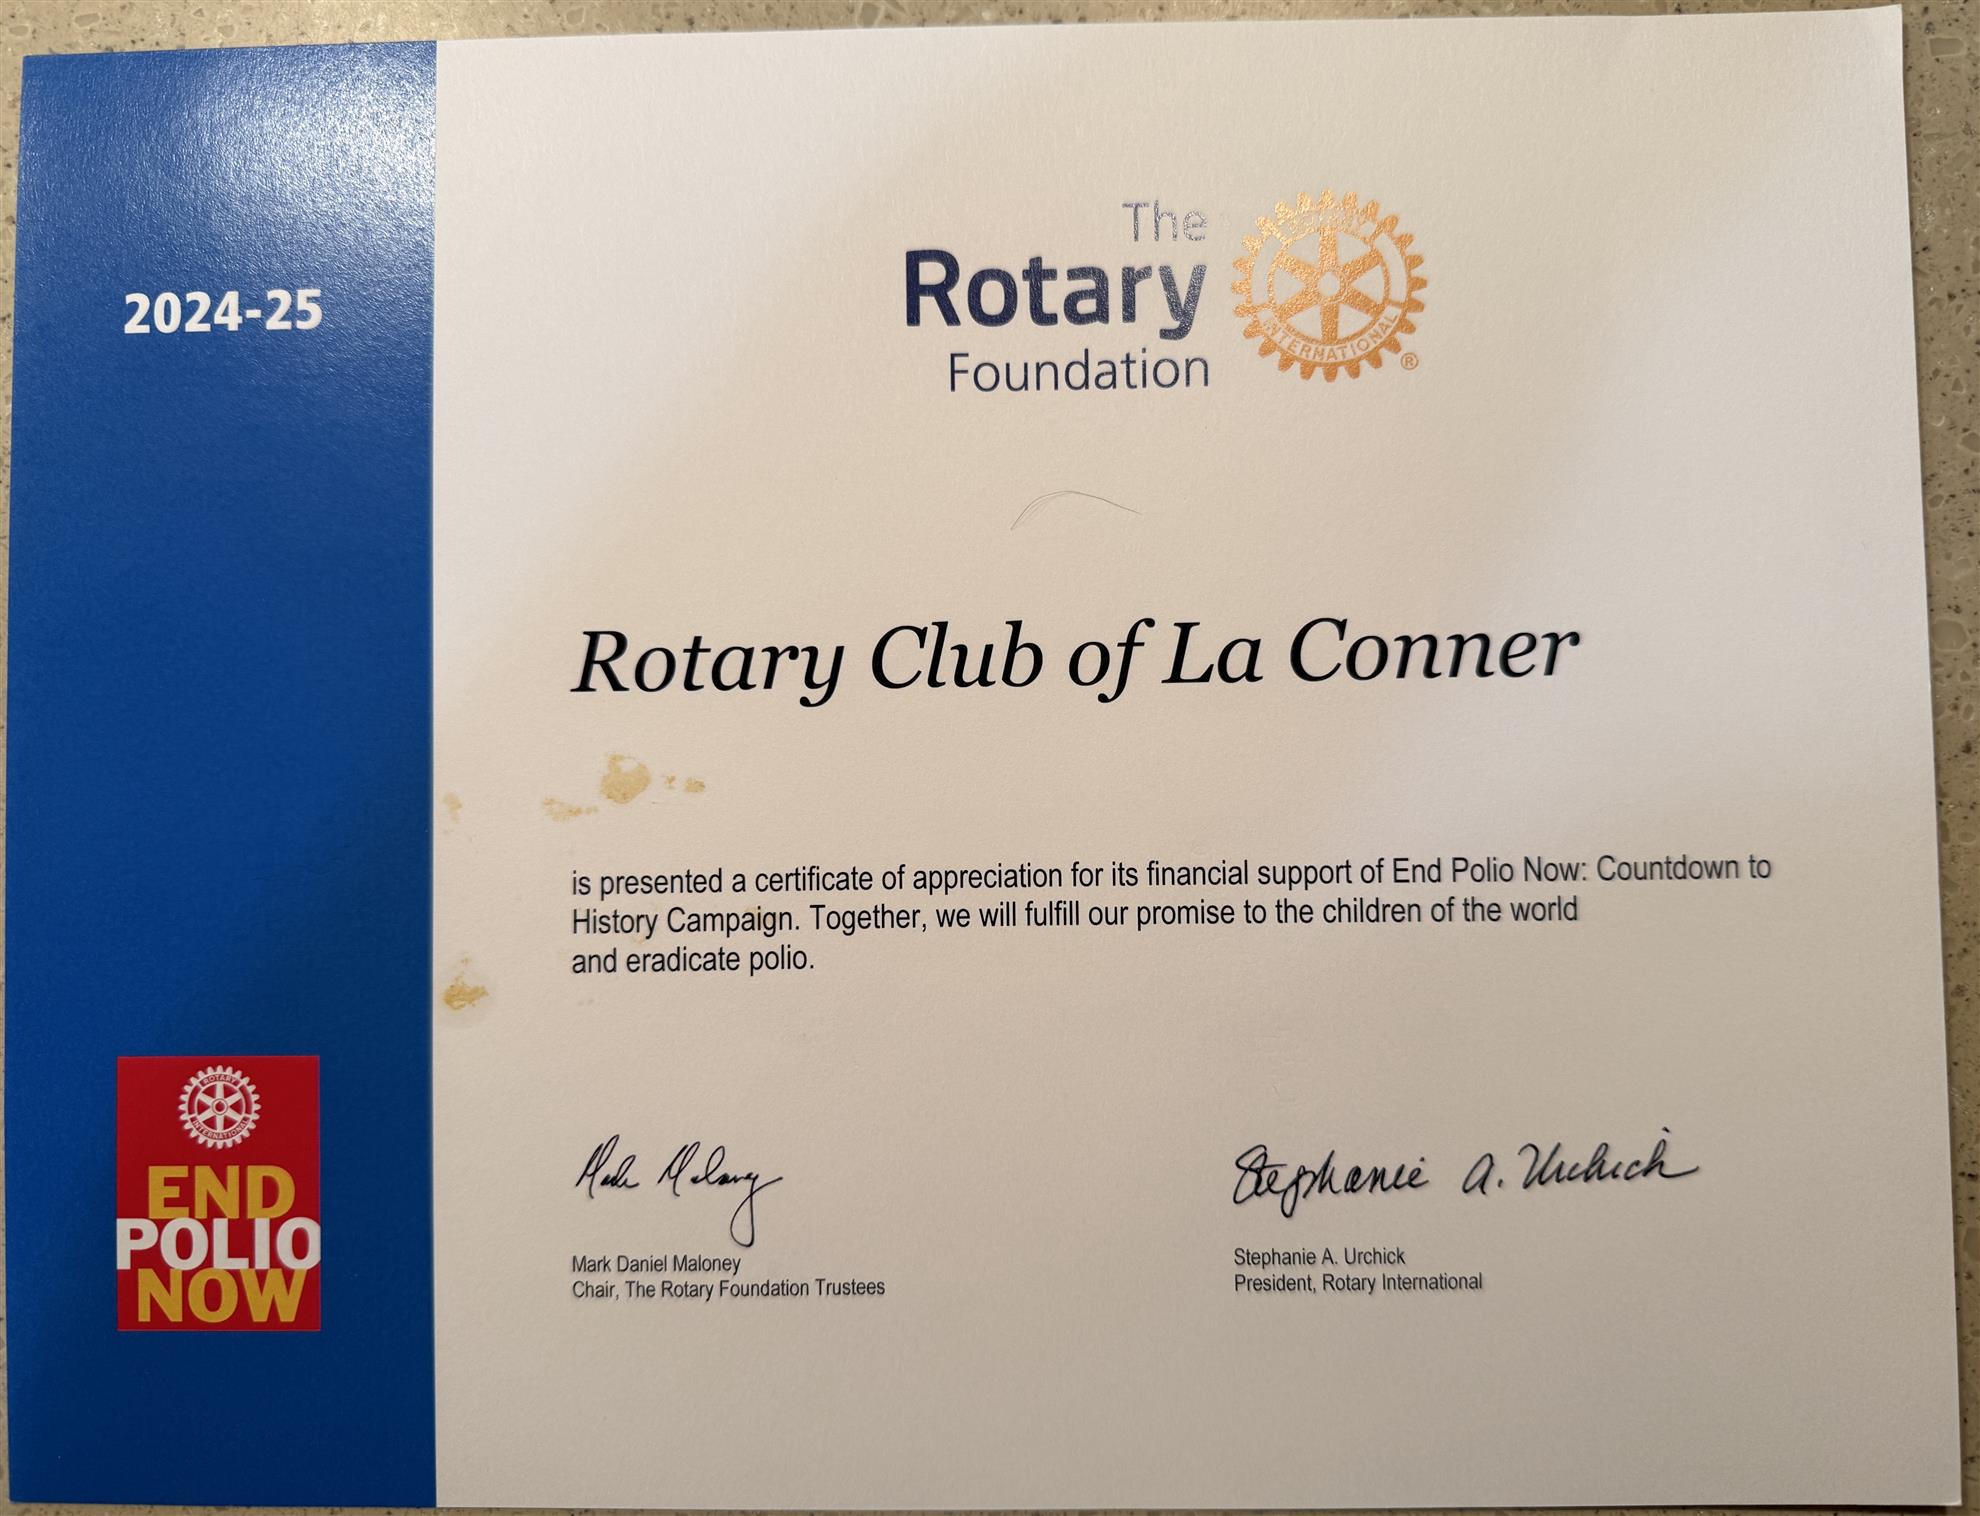 2024-25
The
Rotary
Foundation
INTERNATIONAL
®
Rotary Club of La Conner
is presented a certificate of appreciation for its financial support of End Polio Now: Countdown to
History Campaign. Together, we will fulfill our promise to the children of the world
and eradicate polio.
Mark Maloney
Stephanie A. Urchick
Mark Daniel Maloney
Chair, The Rotary Foundation Trustees
Stephanie A. Urchick
President, Rotary International
ROTARY
INTERNATIONAL
END
POLIO
NOW